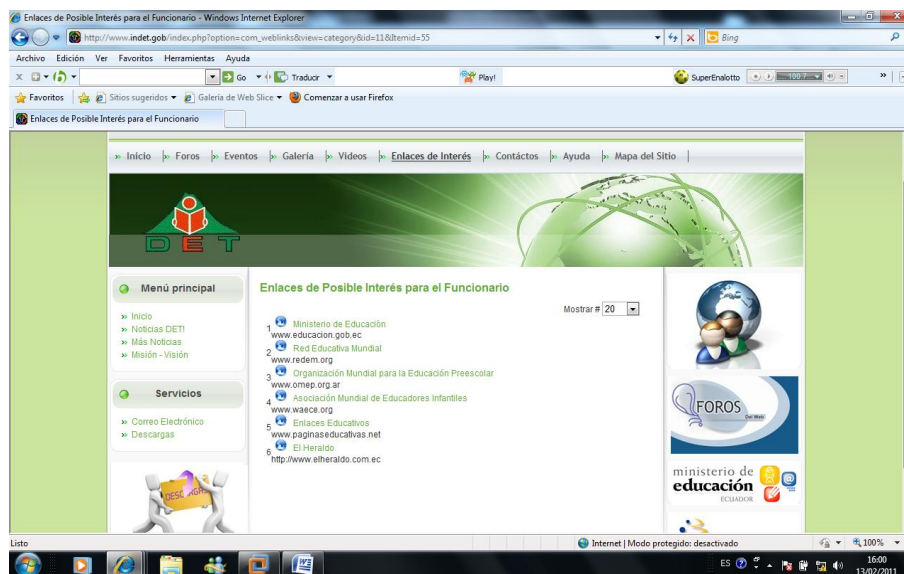 Enlaces de Posible Interés para el Funcionario - Windows Internet Explorer
http://www.indet.gob/index.php?option=com_weblinks&view=category&id=11&Itemid=55
Bing
Archivo Edición Ver Favoritos Herramientas Ayuda
Go Traducir Play! SuperEnalotto 100.7
Favoritos Sitios sugeridos Galería de Web Slice Comenzar a usar Firefox
Enlaces de Posible Interés para el Funcionario
Inicio Foros Eventos Galería Videos Enlaces de Interés Contáctos Ayuda Mapa del Sitio
DET
Menú principal
Inicio
Noticias DET!
Más Noticias
Misión - Visión
Servicios
Correo Electrónico
Descargas
DESCARGAS
Enlaces de Posible Interés para el Funcionario
Mostrar # 20
1 Ministerio de Educaciòn
www.educacion.gob.ec
2 Red Educativa Mundial
www.redem.org
3 Organización Mundial para la Educación Preescolar
www.omep.org.ar
4 Asociación Mundial de Educadores Infantiles
www.waece.org
5 Enlaces Educativos
www.paginaseducativas.net
6 El Heraldo
http://www.elheraldo.com.ec
FOROS
Del Web
ministerio de
educación
ECUADOR
Listo
Internet | Modo protegido: desactivado
100%
ES
16:00
13/02/2011